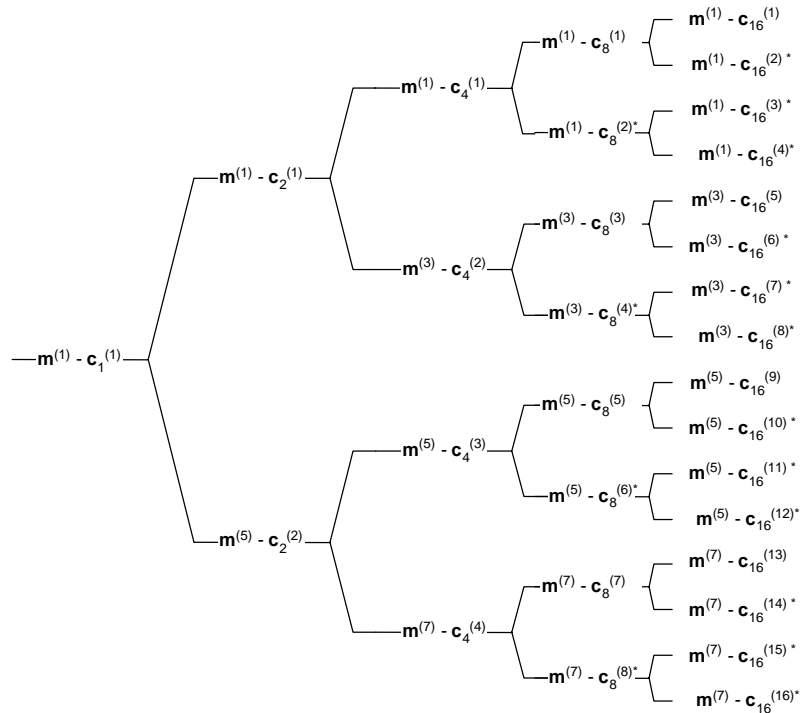 m(1) - c1(1)
m(1) - c2(1)
m(5) - c2(2)
m(1) - c4(1)
m(3) - c4(2)
m(5) - c4(3)
m(7) - c4(4)
m(1) - c8(1)
m(1) - c8(2)*
m(3) - c8(3)
m(3) - c8(4)*
m(5) - c8(5)
m(5) - c8(6)*
m(7) - c8(7)
m(7) - c8(8)*
m(1) - c16(1)
m(1) - c16(2) *
m(1) - c16(3) *
m(1) - c16(4)*
m(3) - c16(5)
m(3) - c16(6) *
m(3) - c16(7) *
m(3) - c16(8)*
m(5) - c16(9)
m(5) - c16(10) *
m(5) - c16(11) *
m(5) - c16(12)*
m(7) - c16(13)
m(7) - c16(14) *
m(7) - c16(15) *
m(7) - c16(16)*